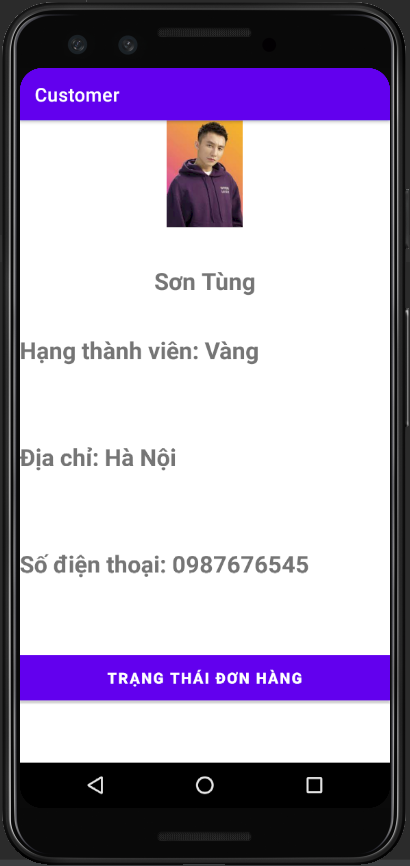 Customer
Sơn Tùng
Hạng thành viên: Vàng
Địa chỉ: Hà Nội
Số điện thoại: 0987676545
TRẠNG THÁI ĐƠN HÀNG